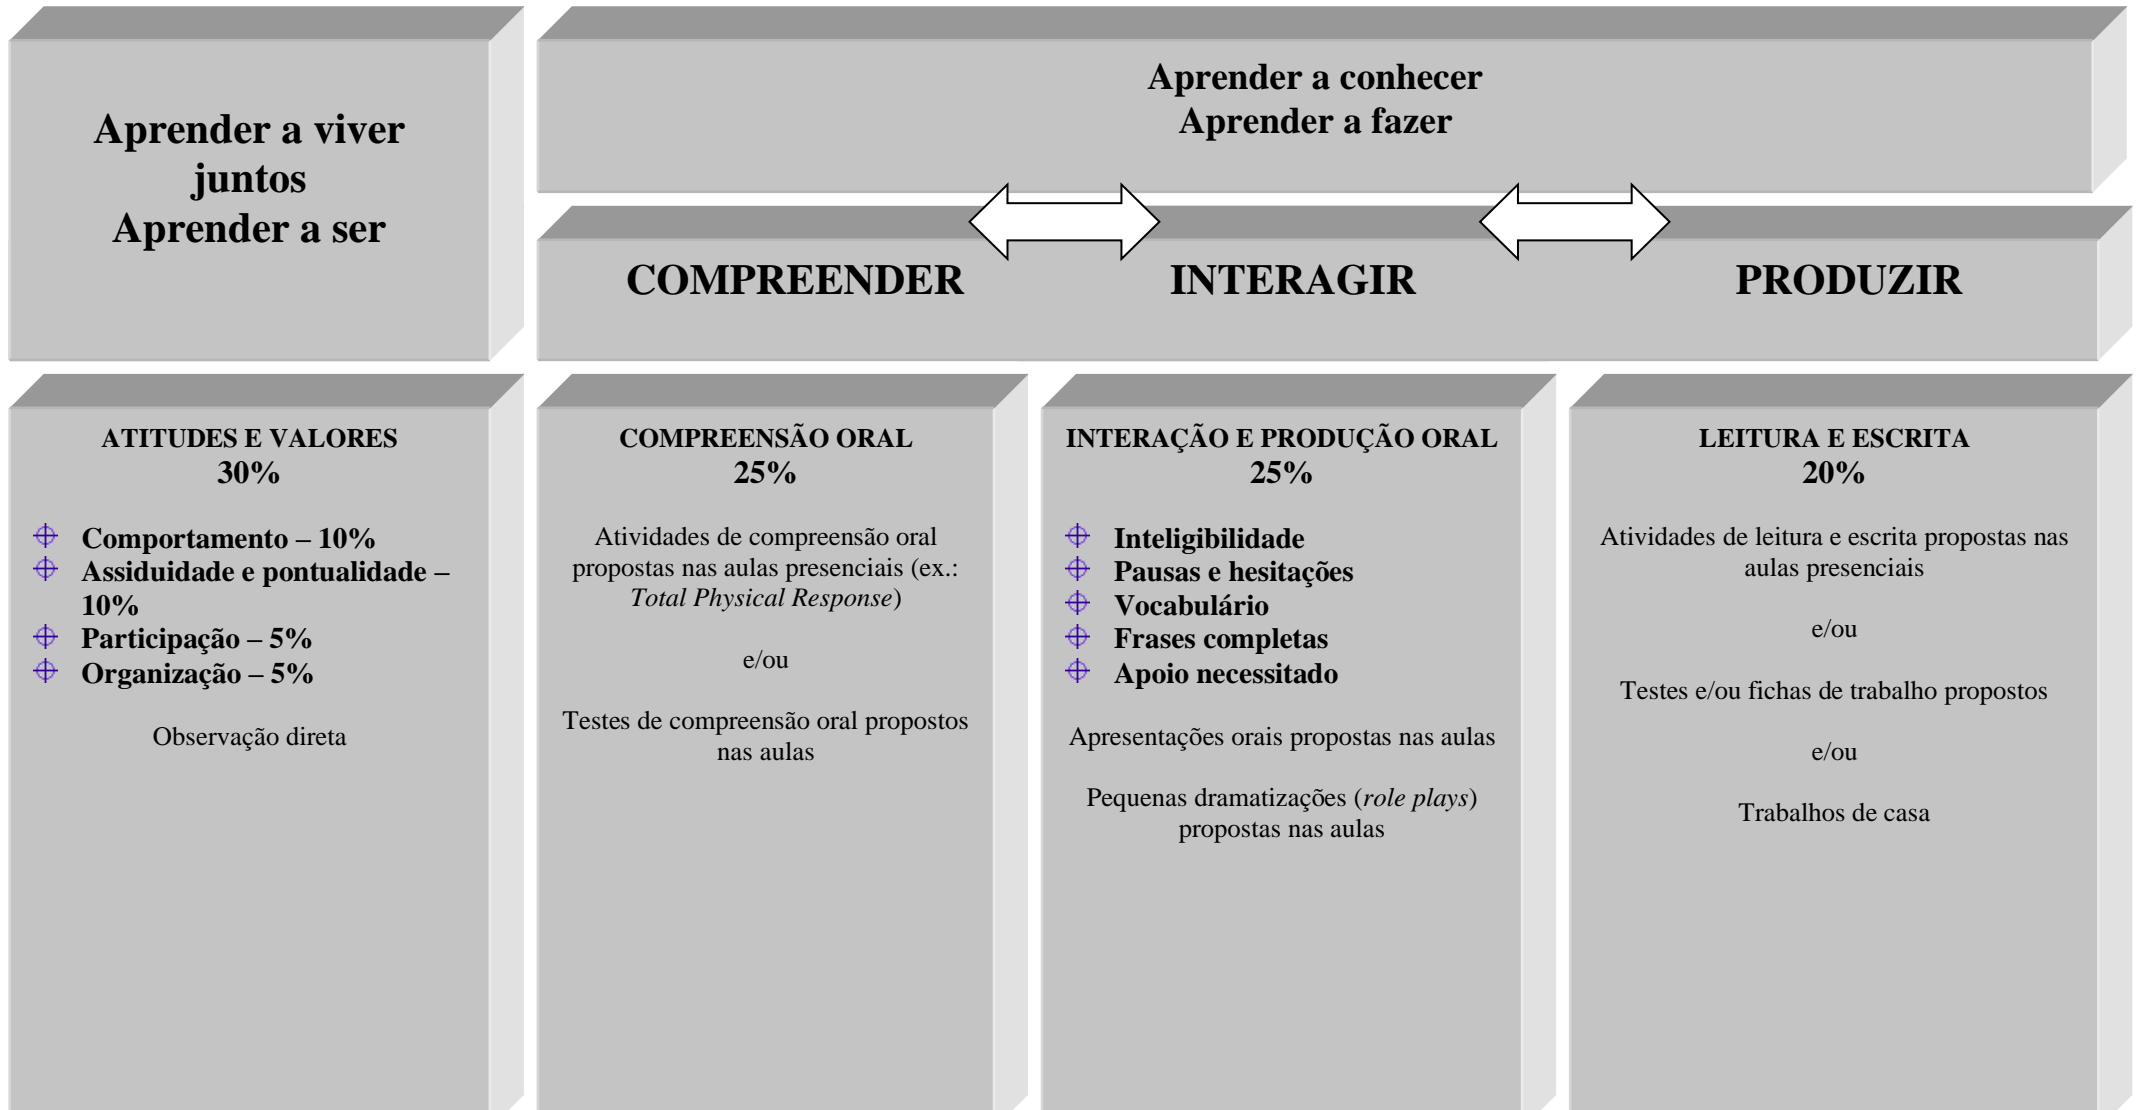 Aprender a viver
juntos
Aprender a ser
Aprender a conhecer
Aprender a fazer
COMPREENDER
INTERAGIR
PRODUZIR
ATITUDES E VALORES
30%
Comportamento – 10%
Assiduidade e pontualidade –
10%
Participação – 5%
Organização – 5%
Observação direta
COMPREENSÃO ORAL
25%
Atividades de compreensão oral
propostas nas aulas presenciais (ex.:
Total Physical Response)
e/ou
Testes de compreensão oral propostos
nas aulas
INTERAÇÃO E PRODUÇÃO ORAL
25%
Inteligibilidade
Pausas e hesitações
Vocabulário
Frases completas
Apoio necessitado
Apresentações orais propostas nas aulas
Pequenas dramatizações (role plays)
propostas nas aulas
LEITURA E ESCRITA
20%
Atividades de leitura e escrita propostas nas
aulas presenciais
e/ou
Testes e/ou fichas de trabalho propostos
e/ou
Trabalhos de casa